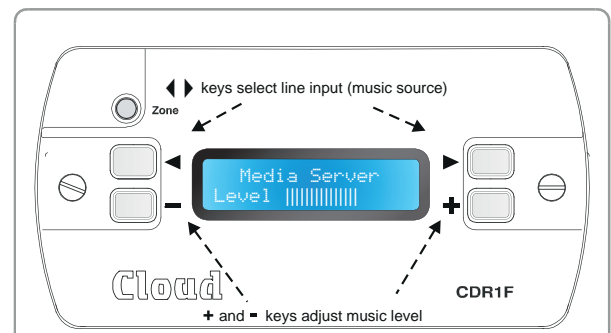 ◀ ▶ keys select line input (music source)
Zone
◀ ▶
Media Server
Level ||||||||||||||
- +
Cloud
CDR1F
+ and - keys adjust music level